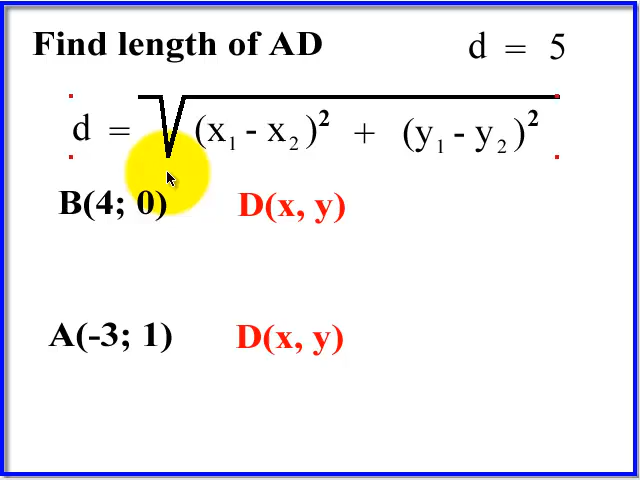 Find length of AD d = 5
d = √(x₁ - x₂)² + (y₁ - y₂)²
B(4; 0) D(x, y)
A(-3; 1) D(x, y)